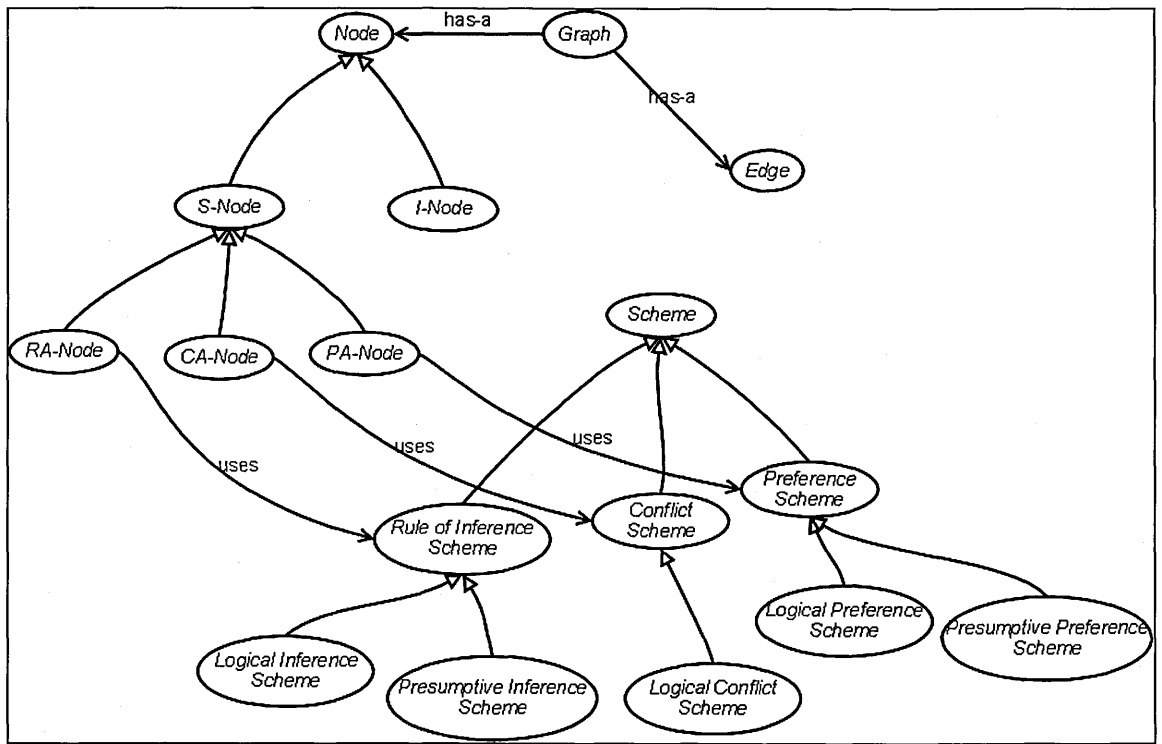 has-a
Node
Graph
has-a
Edge
S-Node
I-Node
Scheme
RA-Node
CA-Node
PA-Node
uses
uses
uses
Preference
Scheme
Conflict
Scheme
Rule of Inference
Scheme
Logical Preference
Scheme
Presumptive Preference
Scheme
Logical Inference
Scheme
Presumptive Inference
Scheme
Logical Conflict
Scheme